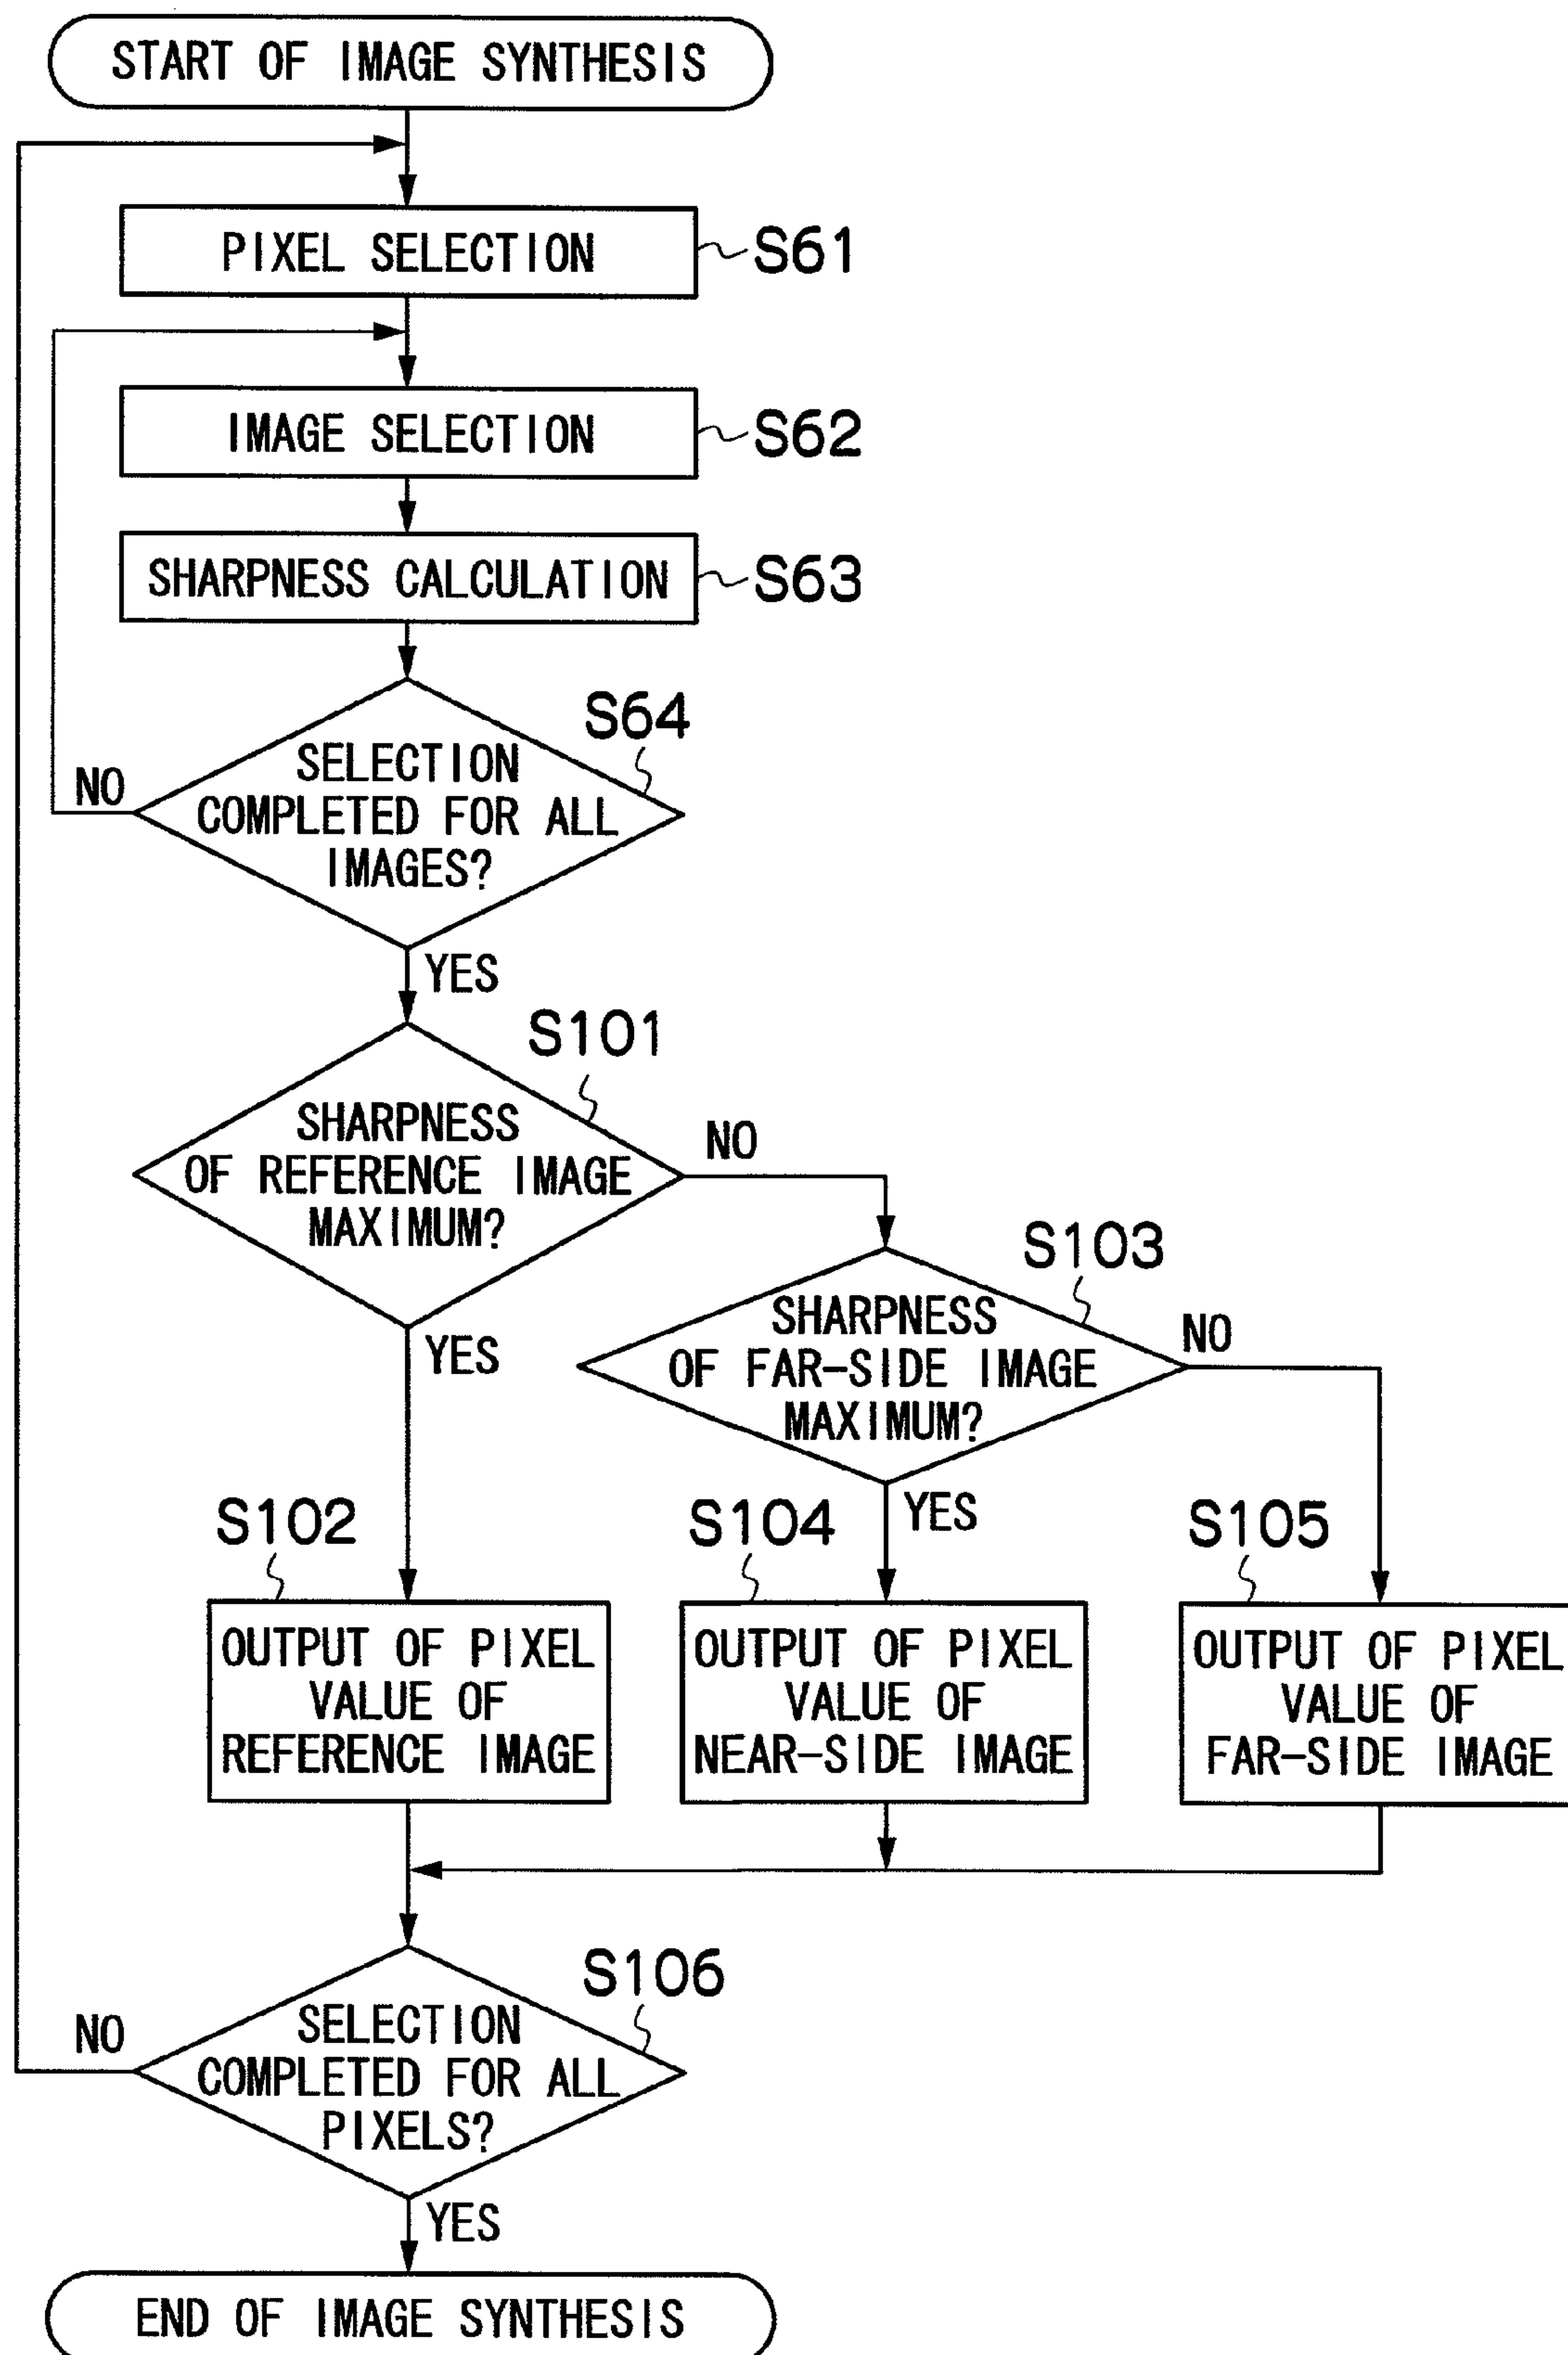 START OF IMAGE SYNTHESIS
PIXEL SELECTION
S61
IMAGE SELECTION
S62
SHARPNESS CALCULATION
S63
S64
SELECTION
COMPLETED FOR ALL
IMAGES?
NO
YES
S101
SHARPNESS
OF REFERENCE IMAGE
MAXIMUM?
NO
YES
S103
SHARPNESS
OF FAR-SIDE IMAGE
MAXIMUM?
NO
YES
S102
OUTPUT OF PIXEL
VALUE OF
REFERENCE IMAGE
S104
OUTPUT OF PIXEL
VALUE OF
NEAR-SIDE IMAGE
S105
OUTPUT OF PIXEL
VALUE OF
FAR-SIDE IMAGE
S106
SELECTION
COMPLETED FOR ALL
PIXELS?
NO
YES
END OF IMAGE SYNTHESIS